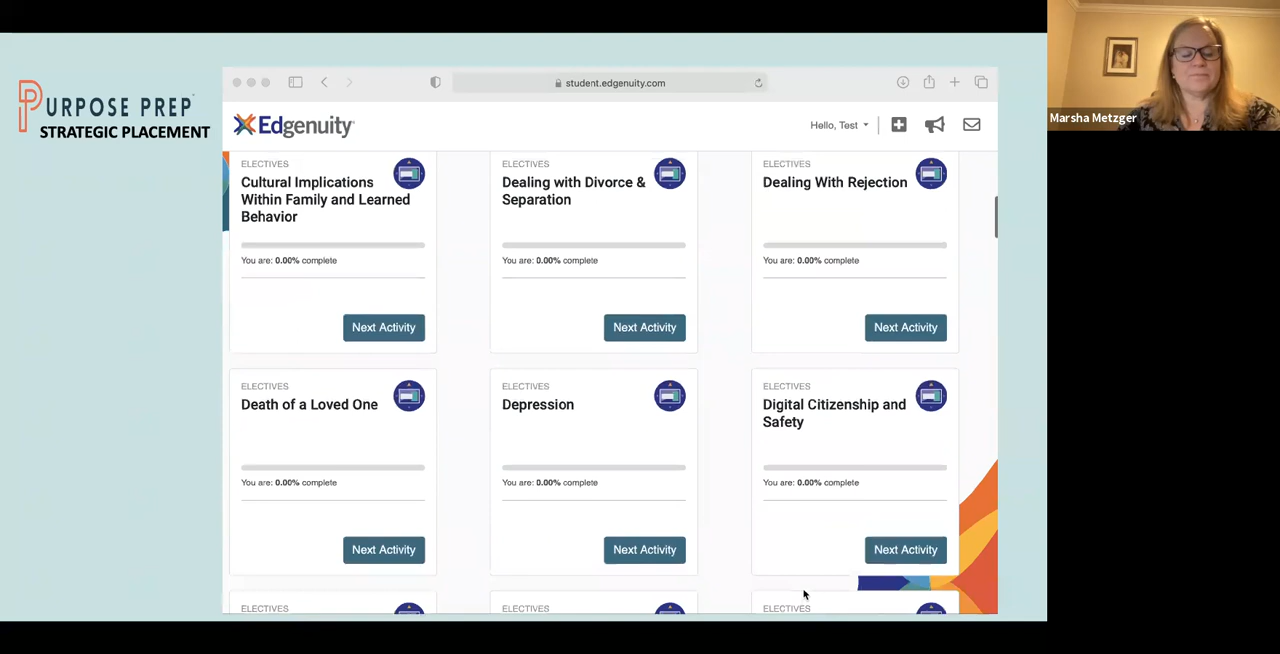 PURPOSE PREP
STRATEGIC PLACEMENT
student.edgenuity.com
Edgenuity
Hello, Test
Marsha Metzger
ELECTIVES
Cultural Implications
Within Family and Learned
Behavior
You are: 0.00% complete
Next Activity
ELECTIVES
Dealing with Divorce &
Separation
You are: 0.00% complete
Next Activity
ELECTIVES
Dealing With Rejection
You are: 0.00% complete
Next Activity
ELECTIVES
Death of a Loved One
You are: 0.00% complete
Next Activity
ELECTIVES
Depression
You are: 0.00% complete
Next Activity
ELECTIVES
Digital Citizenship and
Safety
You are: 0.00% complete
Next Activity
ELECTIVES
ELECTIVES
ELECTIVES